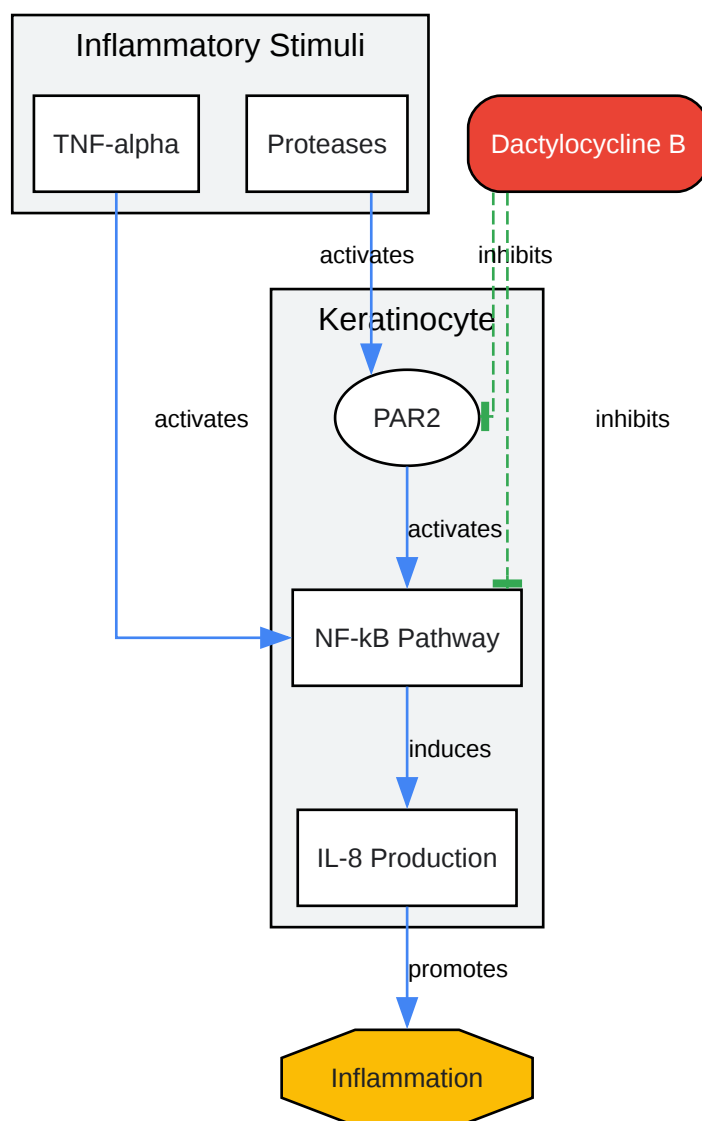 Inflammatory Stimuli
TNF-alpha
Proteases
Dactylocycline B
activates
inhibits
Keratinocyte
PAR2
activates
inhibits
activates
NF-kB Pathway
induces
IL-8 Production
promotes
Inflammation